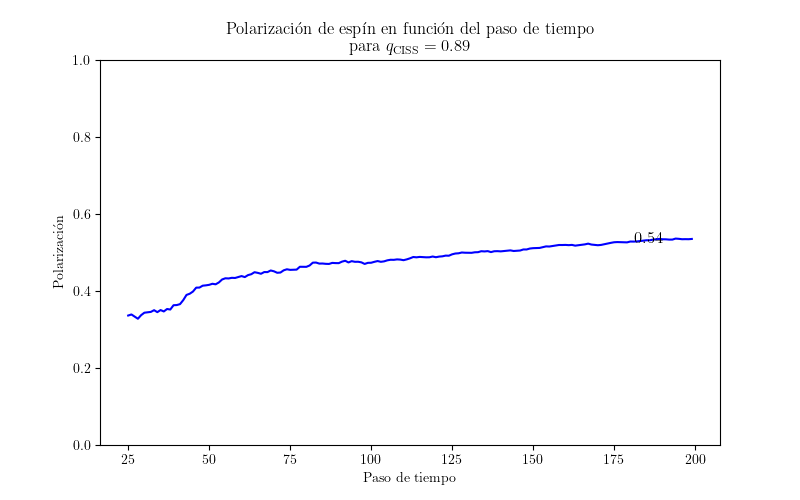 Polarización de espín en función del paso de tiempo
para qCISS = 0.89
1.0
0.8
0.6
0.4
0.2
0.0
Polarización
0.54
25 50 75 100 125 150 175 200
Paso de tiempo